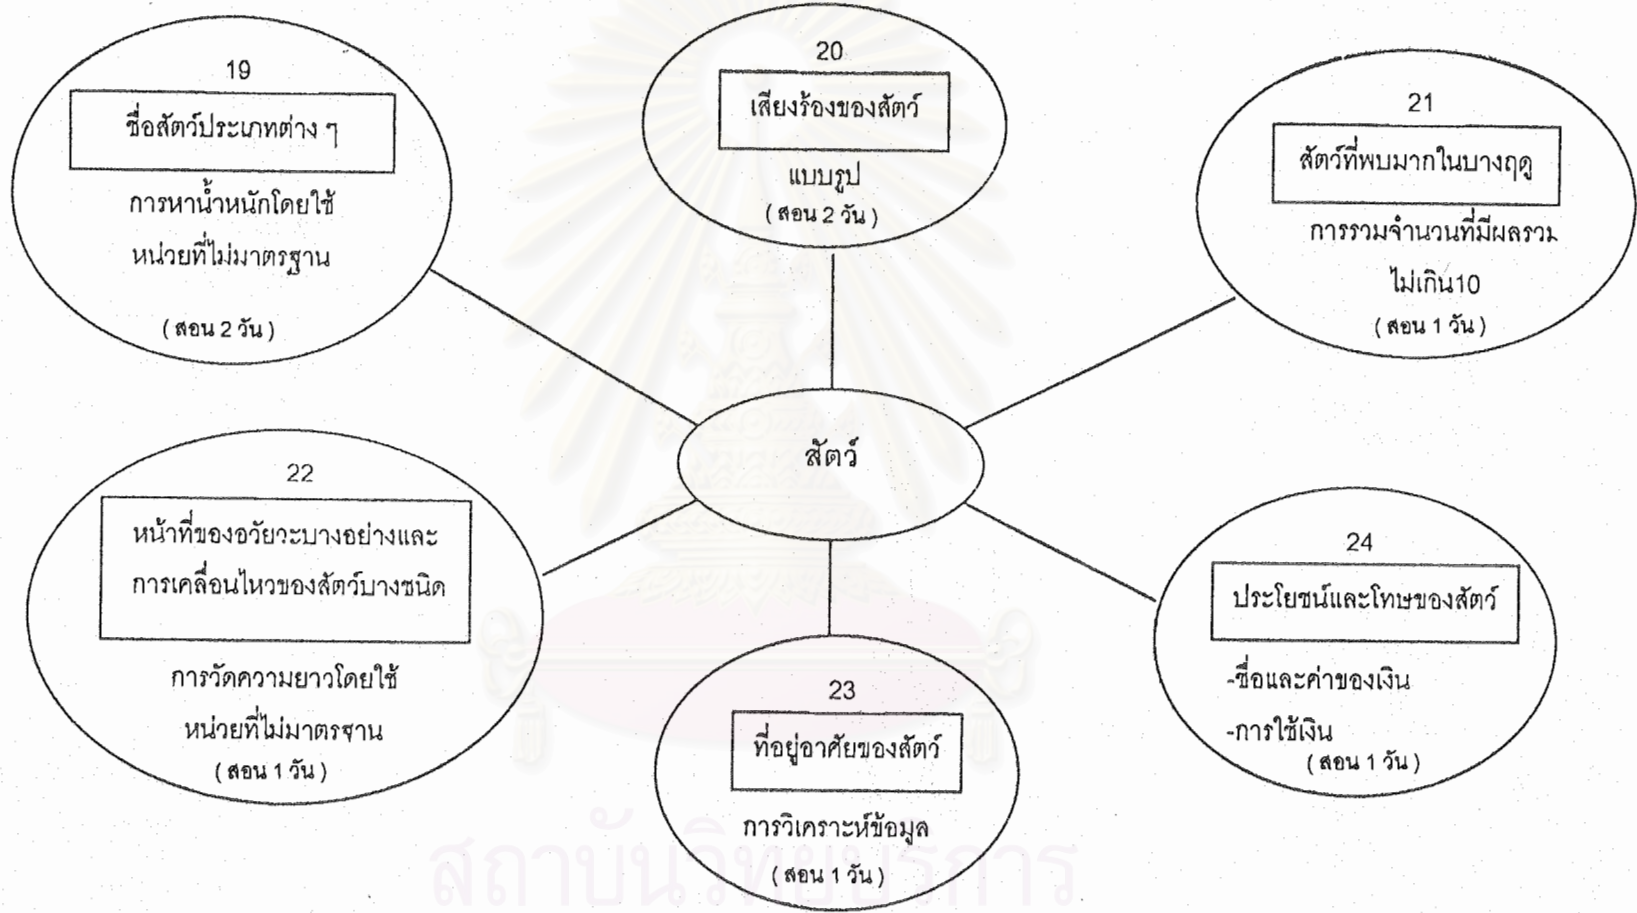 19
ชื่อสัตว์ประเภทต่าง ๆ
การหาน้ำหนักโดยใช้
หน่วยที่ไม่มาตรฐาน
( สอน 2 วัน )
20
เสียงร้องของสัตว์
แบบรูป
( สอน 2 วัน )
21
สัตว์ที่พบมากในบางฤดู
การรวมจำนวนที่มีผลรวม
ไม่เกิน10
( สอน 1 วัน )
สัตว์
22
หน้าที่ของอวัยวะบางอย่างและ
การเคลื่อนไหวของสัตว์บางชนิด
การวัดความยาวโดยใช้
หน่วยที่ไม่มาตรฐาน
( สอน 1 วัน )
23
ที่อยู่อาศัยของสัตว์
การวิเคราะห์ข้อมูล
( สอน 1 วัน )
24
ประโยชน์และโทษของสัตว์
-ชื่อและค่าของเงิน
-การใช้เงิน
( สอน 1 วัน )
สถาบันวิทยบริการ